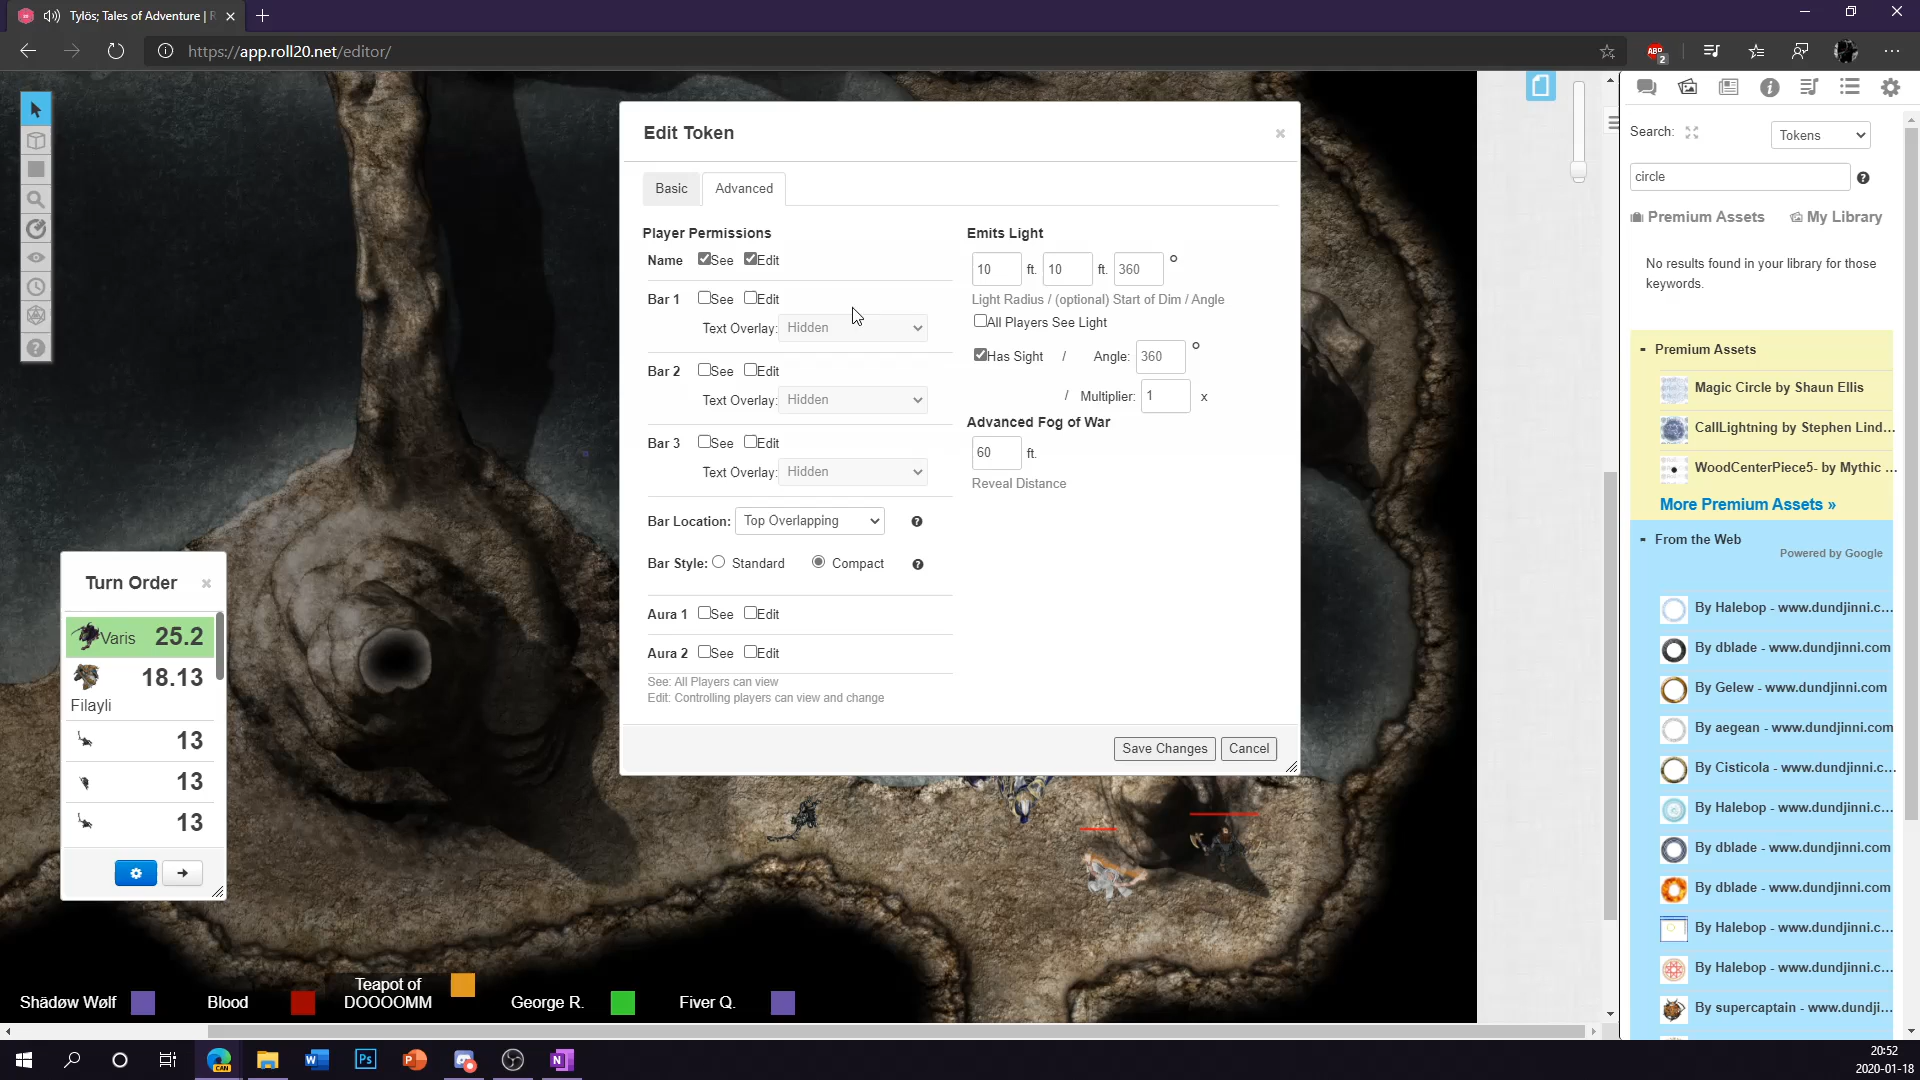 Tylös; Tales of Adventure | R
https://app.roll20.net/editor/
ABP
2
Edit Token
Basic
Advanced
Player Permissions
Name See Edit
Bar 1 See Edit
Text Overlay: Hidden
Bar 2 See Edit
Text Overlay: Hidden
Bar 3 See Edit
Text Overlay: Hidden
Bar Location: Top Overlapping
Bar Style: Standard Compact
Aura 1 See Edit
Aura 2 See Edit
See: All Players can view
Edit: Controlling players can view and change
Emits Light
10 ft. 10 ft. 360 °
Light Radius / (optional) Start of Dim / Angle
All Players See Light
Has Sight / Angle: 360 °
/ Multiplier: 1 x
Advanced Fog of War
60 ft.
Reveal Distance
Save Changes
Cancel
Turn Order
Varis 25.2
18.13
Filayli
13
13
13
Shädøw Wølf
Blood
Teapot of
DOOOOMM
George R.
Fiver Q.
Search:
Tokens
circle
Premium Assets
My Library
No results found in your library for those
keywords.
- Premium Assets
Magic Circle by Shaun Ellis
CallLightning by Stephen Lind...
WoodCenterPiece5- by Mythic ...
More Premium Assets »
- From the Web
Powered by Google
By Halebop - www.dundjinni.c...
By dblade - www.dundjinni.com
By Gelew - www.dundjinni.com
By aegean - www.dundjinni.com
By Cisticola - www.dundjinni.c...
By Halebop - www.dundjinni.c...
By dblade - www.dundjinni.com
By dblade - www.dundjinni.com
By Halebop - www.dundjinni.c...
By Halebop - www.dundjinni.c...
By supercaptain - www.dundji...
CAN
W
Ps
P
N
20:52
2020-01-18